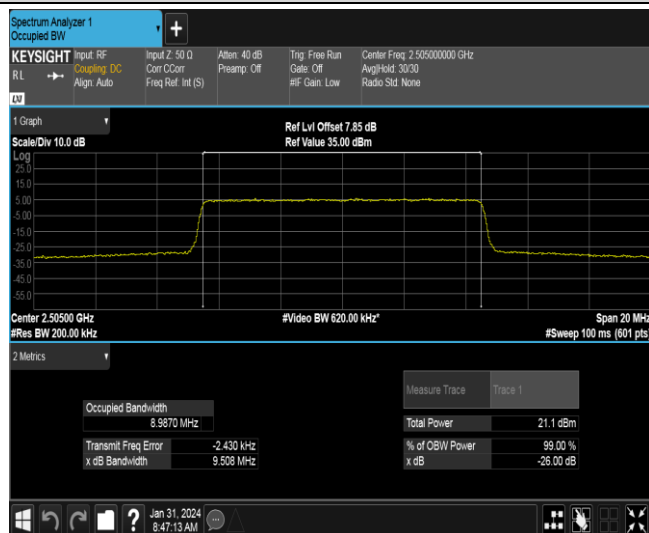 Spectrum Analyzer 1
Occupied BW
KEYSIGHT
RL
Input: RF
Coupling: DC
Align: Auto
Input Z: 50 Ω
Corr CCorr
Freq Ref: Int (S)
Atten: 40 dB
Preamp: Off
Trig: Free Run
Gate: Off
#IF Gain: Low
Center Freq: 2.505000000 GHz
Avg|Hold: 30/30
Radio Std: None
LXI
1 Graph
Scale/Div 10.0 dB
Ref Lvl Offset 7.85 dB
Ref Value 35.00 dBm
Log
25.0
15.0
5.00
-5.00
-15.0
-25.0
-35.0
-45.0
-55.0
Center 2.50500 GHz
#Video BW 620.00 kHz*
Span 20 MHz
#Res BW 200.00 kHz
#Sweep 100 ms (601 pts)
2 Metrics
Measure Trace
Trace 1
Occupied Bandwidth
8.9870 MHz
Total Power
21.1 dBm
Transmit Freq Error
-2.430 kHz
% of OBW Power
99.00 %
x dB Bandwidth
9.508 MHz
x dB
-26.00 dB
Jan 31, 2024
8:47:13 AM